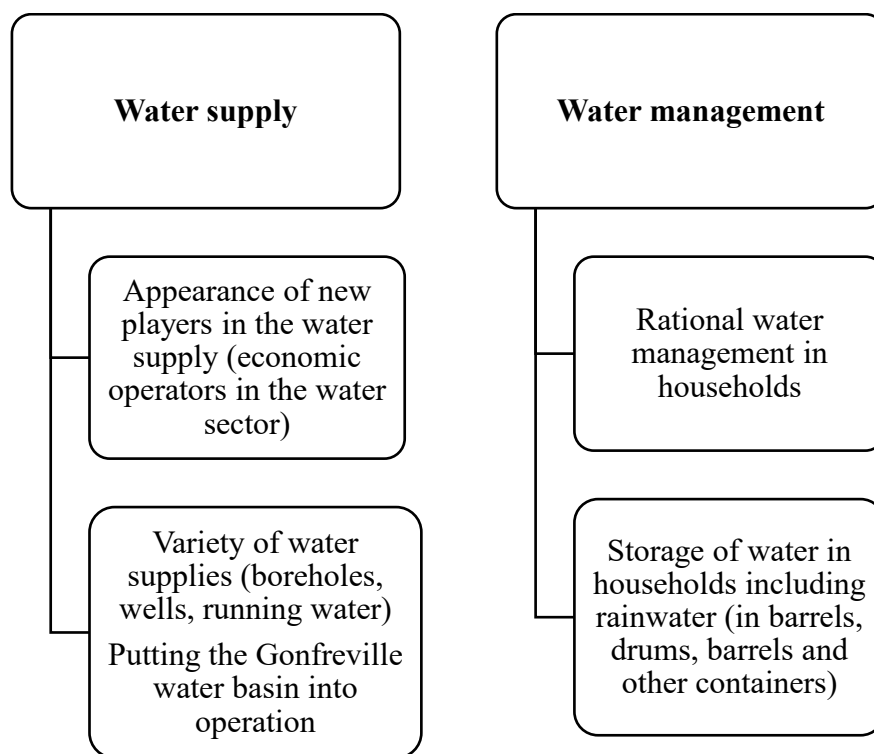 Water supply
Appearance of new
players in the water
supply (economic
operators in the water
sector)
Variety of water
supplies (boreholes,
wells, running water)
Putting the Gonfreville
water basin into
operation
Water management
Rational water
management in
households
Storage of water in
households including
rainwater (in barrels,
drums, barrels and
other containers)